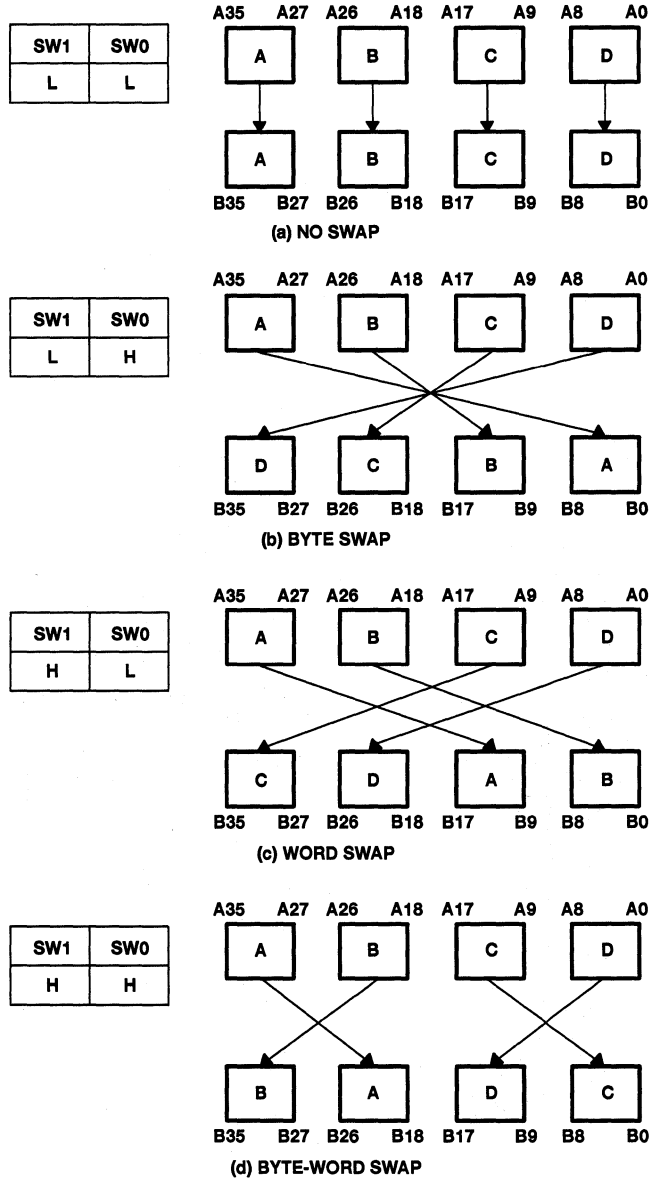 A35 A27 A26 A18 A17 A9 A8 A0
SW1 SW0
L L
A B C D
A B C D
B35 B27 B26 B18 B17 B9 B8 B0
(a) NO SWAP
A35 A27 A26 A18 A17 A9 A8 A0
SW1 SW0
L H
A B C D
D C B A
B35 B27 B26 B18 B17 B9 B8 B0
(b) BYTE SWAP
A35 A27 A26 A18 A17 A9 A8 A0
SW1 SW0
H L
A B C D
C D A B
B35 B27 B26 B18 B17 B9 B8 B0
(c) WORD SWAP
A35 A27 A26 A18 A17 A9 A8 A0
SW1 SW0
H H
A B C D
B A D C
B35 B27 B26 B18 B17 B9 B8 B0
(d) BYTE-WORD SWAP